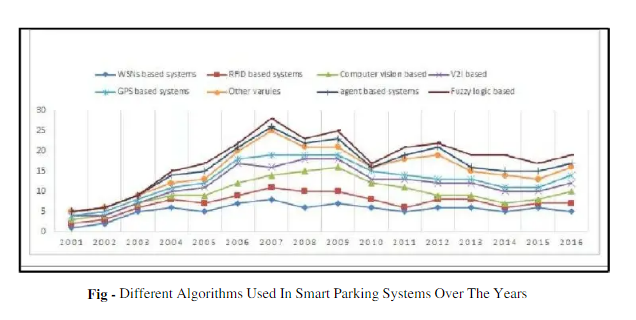 WSNs based systems RFID based systems Computer vision based V2I based
GPS based systems Other varules agent based systems Fuzzy logic based
30
25
20
15
10
5
0
2001 2002 2003 2004 2005 2006 2007 2008 2009 2010 2011 2012 2013 2014 2015 2016
Fig - Different Algorithms Used In Smart Parking Systems Over The Years